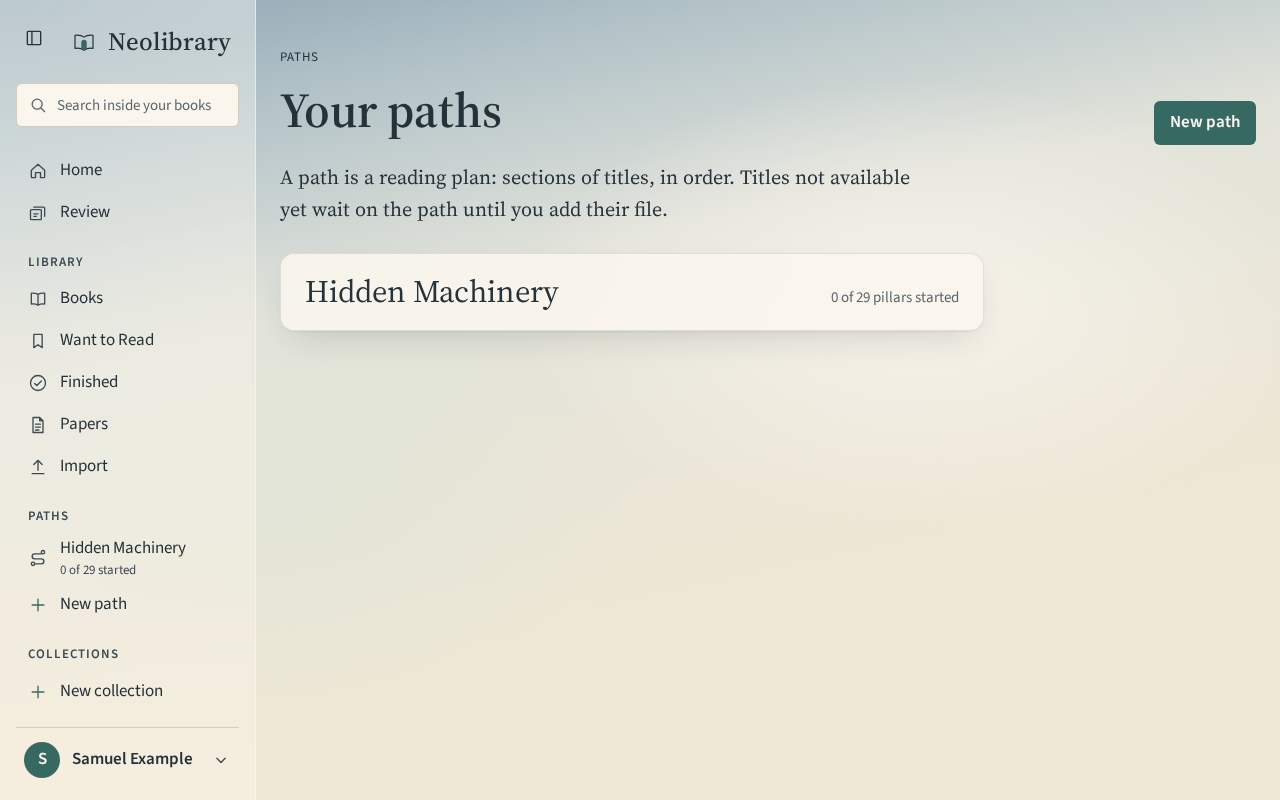 Neolibrary
Search inside your books
Home
Review
LIBRARY
Books
Want to Read
Finished
Papers
Import
PATHS
Hidden Machinery
0 of 29 started
New path
COLLECTIONS
New collection
S
Samuel Example
PATHS
Your paths
New path
A path is a reading plan: sections of titles, in order. Titles not available
yet wait on the path until you add their file.
Hidden Machinery
0 of 29 pillars started